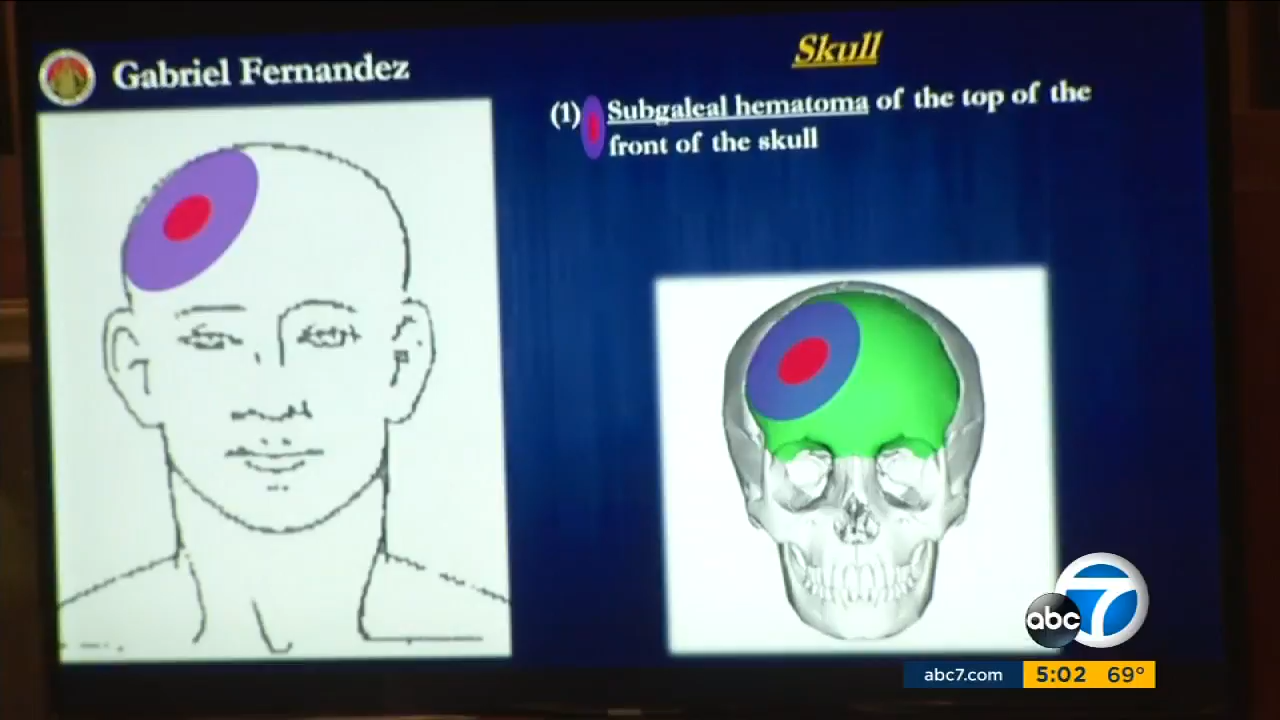 Gabriel Fernandez
Skull
(1) Subgaleal hematoma of the top of the
front of the skull
abc 7
abc7.com 5:02 69°